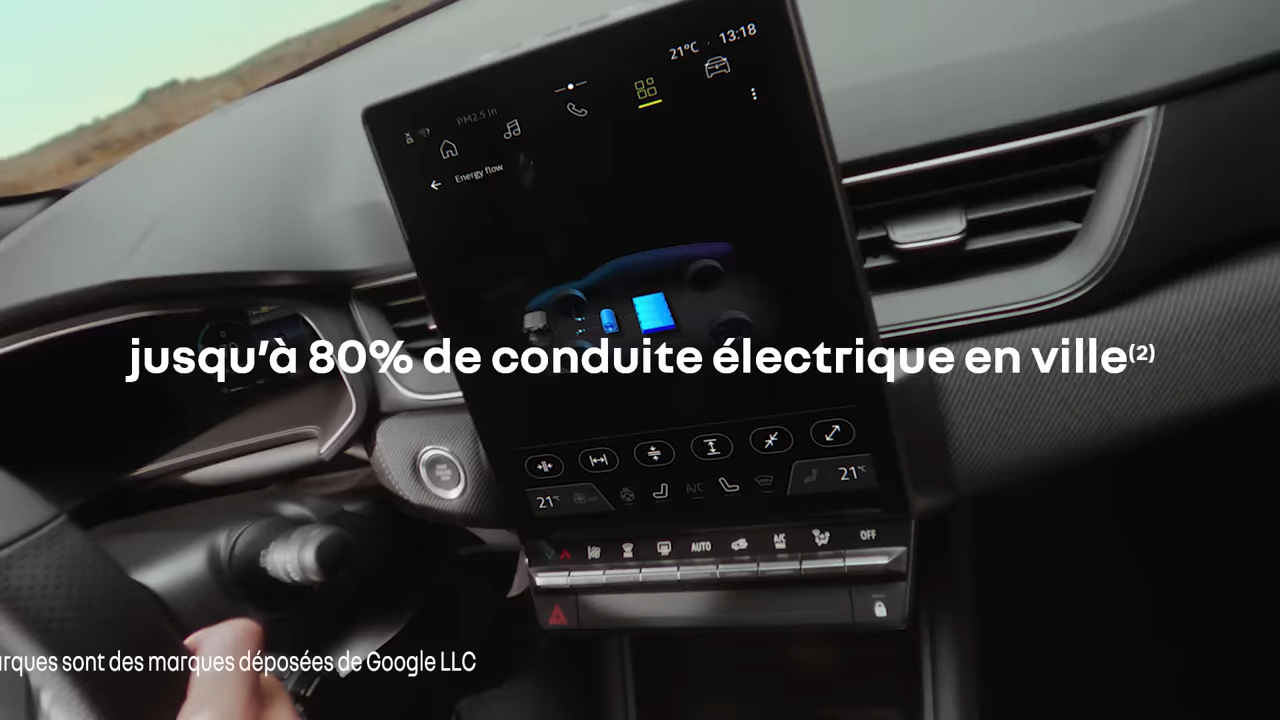 21°C · 13:18
PM2.5 In
Energy flow
jusqu'à 80% de conduite électrique en ville(2)
21°C
A/C
21°C
AUTO
A/C
OFF
arques sont des marques déposées de Google LLC